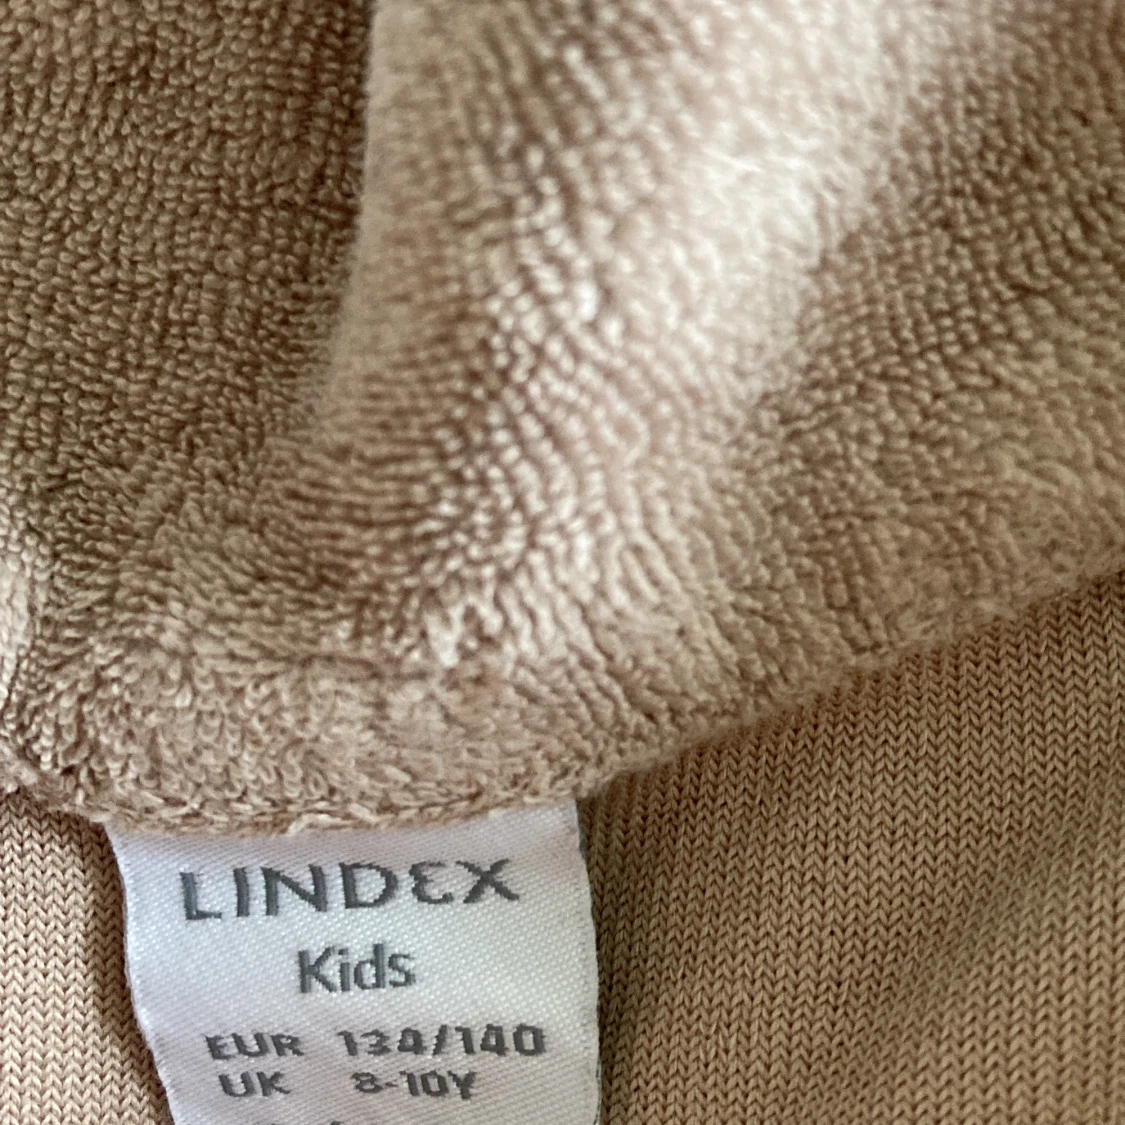 LINDEX
Kids
EUR 134/140
UK 8-10Y